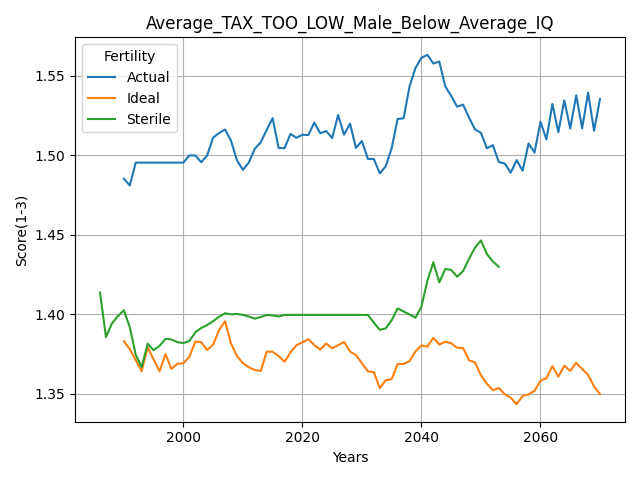 Average_TAX_TOO_LOW_Male_Below_Average_IQ
Fertility
Actual
Ideal
Sterile
Score(1-3)
1.55
1.50
1.45
1.40
1.35
2000 2020 2040 2060
Years